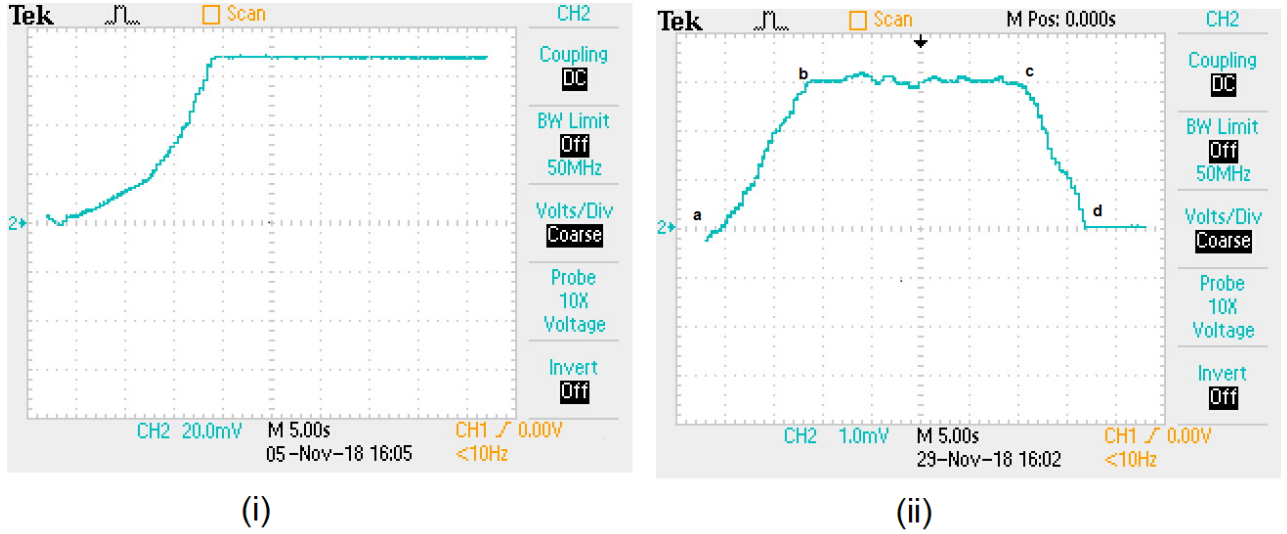 Tek Scan CH2
Coupling
DC
BW Limit
Off
50MHz
2
Volts/Div
Coarse
Probe
10X
Voltage
Invert
Off
CH2 20.0mV M 5.00s CH1 0.00V
05-Nov-18 16:05 <10Hz
(i)
Tek Scan M Pos: 0.000s CH2
Coupling
DC
b c
BW Limit
Off
50MHz
a d
2
Volts/Div
Coarse
Probe
10X
Voltage
Invert
Off
CH2 1.0mV M 5.00s CH1 0.00V
29-Nov-18 16:02 <10Hz
(ii)